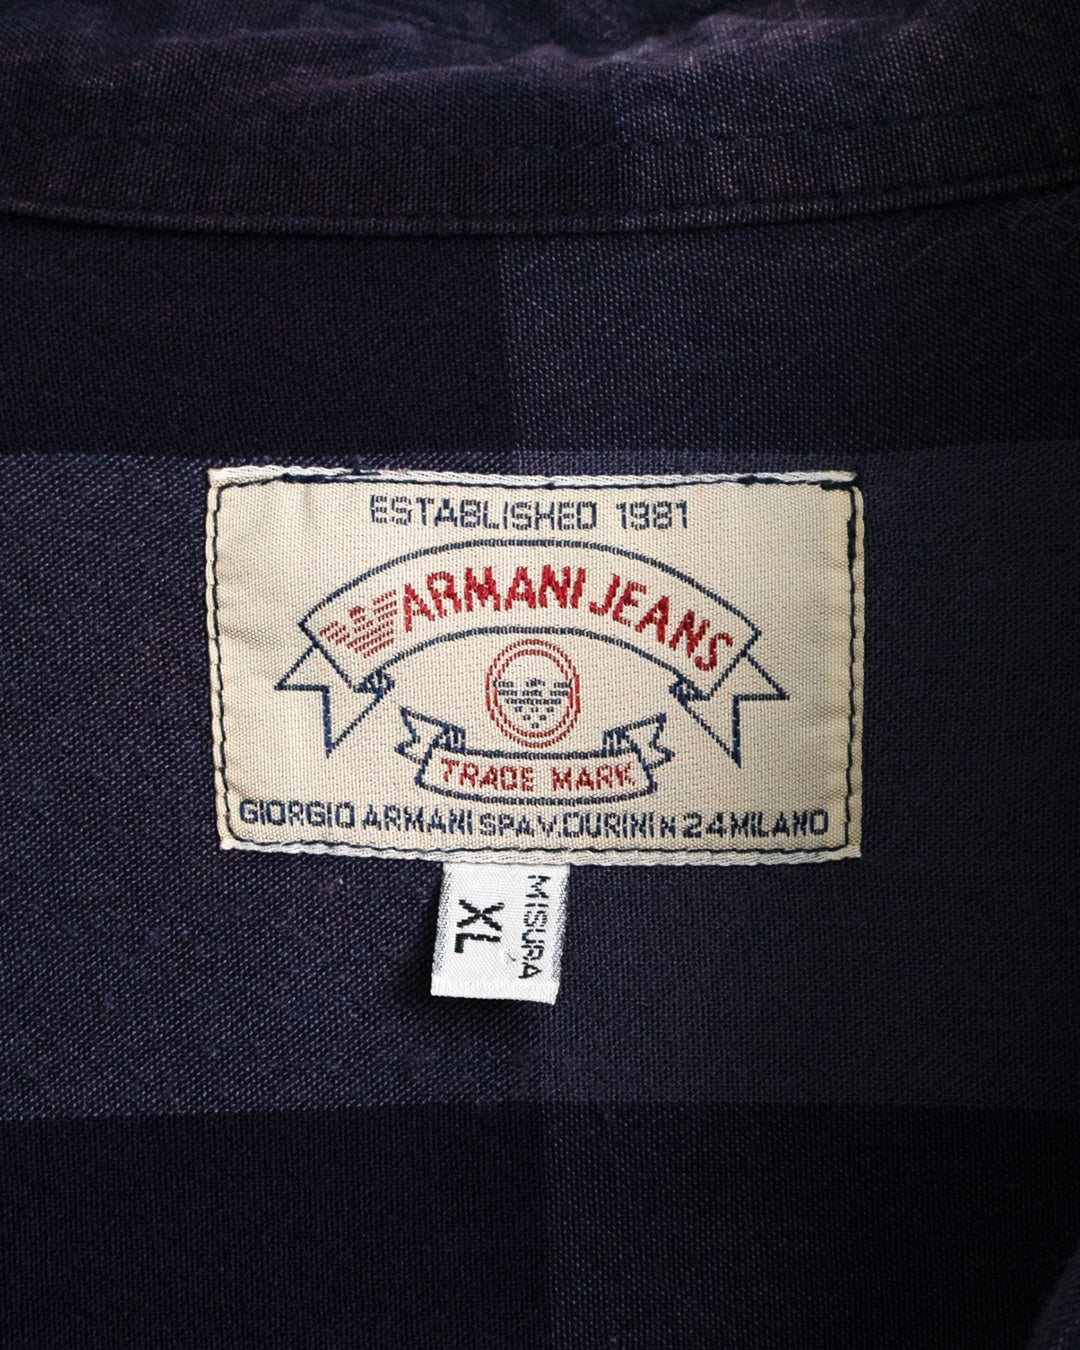 ESTABLISHED 1981
ARMANI JEANS
TRADE MARK
GIORGIO ARMANI SPA V.DURINI N 24 MILANO
MISURA
XL